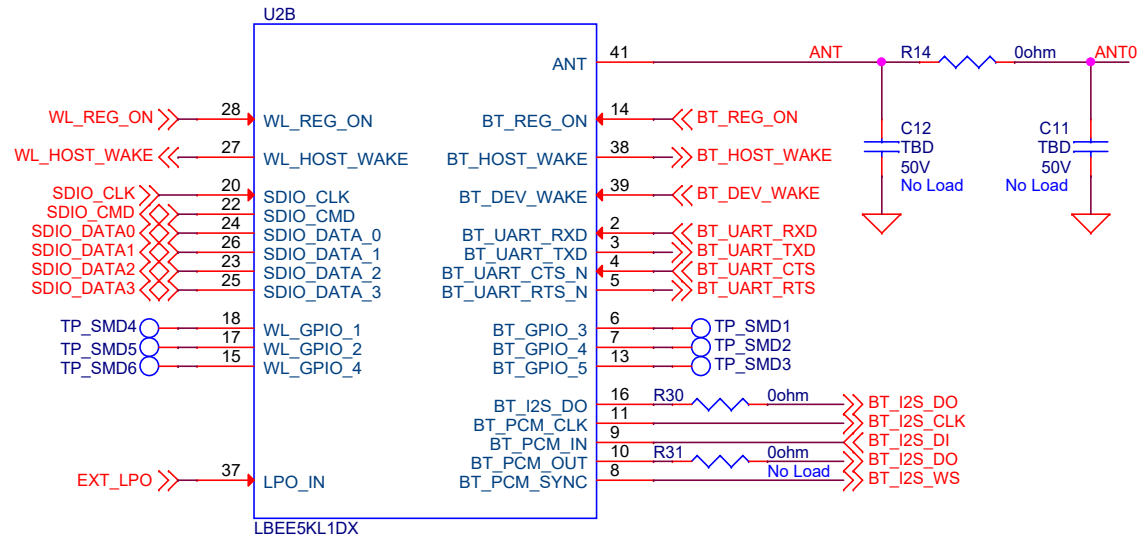 U2B
ANT 41 ANT R14 0ohm ANT0
C12
TBD
50V
No Load
C11
TBD
50V
No Load
WL_REG_ON 28 WL_REG_ON BT_REG_ON 14 BT_REG_ON
WL_HOST_WAKE 27 WL_HOST_WAKE BT_HOST_WAKE 38 BT_HOST_WAKE
SDIO_CLK 20 SDIO_CLK BT_DEV_WAKE 39 BT_DEV_WAKE
SDIO_CMD 22 SDIO_CMD
SDIO_DATA0 24 SDIO_DATA_0 BT_UART_RXD 2 BT_UART_RXD
SDIO_DATA1 26 SDIO_DATA_1 BT_UART_TXD 3 BT_UART_TXD
SDIO_DATA2 23 SDIO_DATA_2 BT_UART_CTS_N 4 BT_UART_CTS
SDIO_DATA3 25 SDIO_DATA_3 BT_UART_RTS_N 5 BT_UART_RTS
TP_SMD4 18 WL_GPIO_1 BT_GPIO_3 6 TP_SMD1
TP_SMD5 17 WL_GPIO_2 BT_GPIO_4 7 TP_SMD2
TP_SMD6 15 WL_GPIO_4 BT_GPIO_5 13 TP_SMD3
BT_I2S_DO 16 R30 0ohm BT_I2S_DO
BT_PCM_CLK 11 BT_I2S_CLK
BT_PCM_IN 9 BT_I2S_DI
BT_PCM_OUT 10 R31 0ohm BT_I2S_DO
No Load
EXT_LPO 37 LPO_IN BT_PCM_SYNC 8 BT_I2S_WS
LBEE5KL1DX